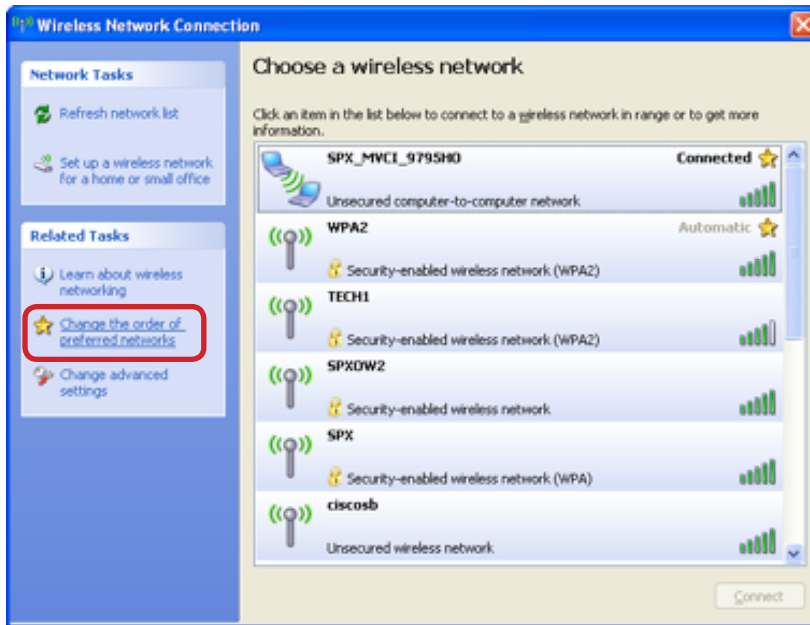 Wireless Network Connection
Network Tasks
Refresh network list
Set up a wireless network
for a home or small office
Related Tasks
Learn about wireless
networking
Change the order of
preferred networks
Change advanced
settings
Choose a wireless network
Click an item in the list below to connect to a wireless network in range or to get more
information.
SPX_MVCI_9795H0 Connected
Unsecured computer-to-computer network
WPA2 Automatic
Security-enabled wireless network (WPA2)
TECH1
Security-enabled wireless network (WPA2)
SPXOW2
Security-enabled wireless network
SPX
Security-enabled wireless network (WPA)
ciscosb
Unsecured wireless network
Connect